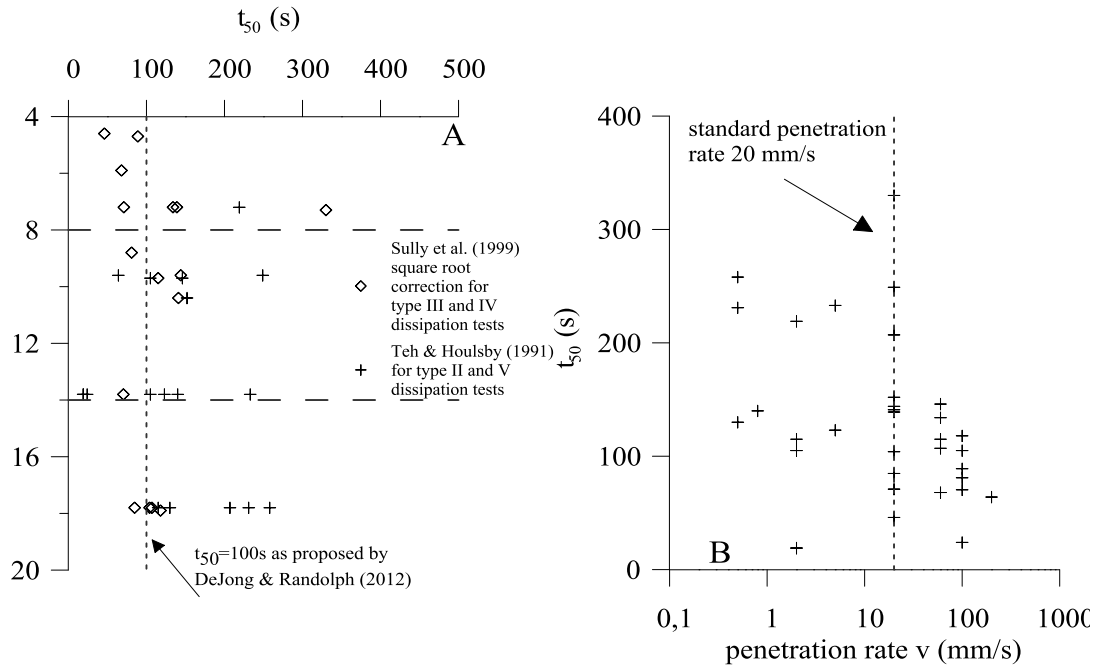 t50 (s)
0 100 200 300 400 500
4
A
8
12
16
20
Sully et al. (1999)
square root
correction for
type III and IV
dissipation tests
Teh & Houlsby (1991)
for type II and V
dissipation tests
t50=100s as proposed by
DeJong & Randolph (2012)
400
300
200
100
0
t50 (s)
standard penetration
rate 20 mm/s
B
0,1 1 10 100 1000
penetration rate v (mm/s)